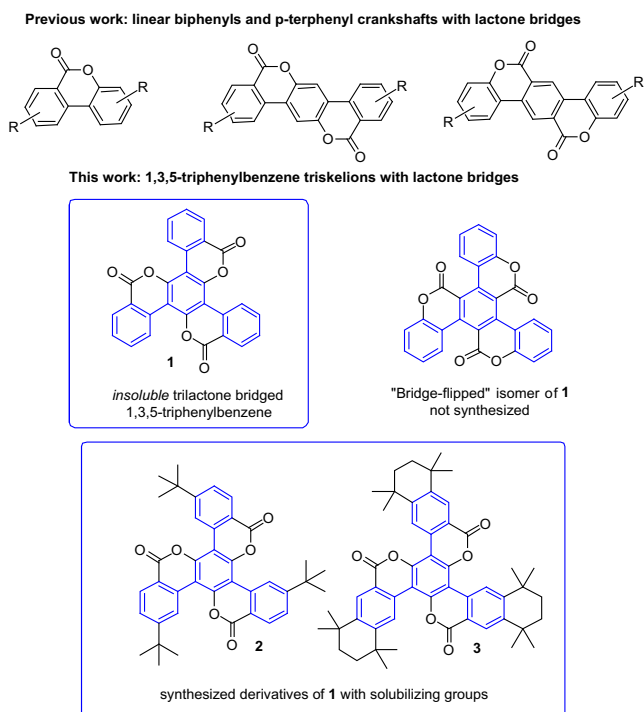 Previous work: linear biphenyls and p-terphenyl crankshafts with lactone bridges
O
O
R
R
O
O
R
O
O
R
O
O
R
O
O
R
This work: 1,3,5-triphenylbenzene triskelions with lactone bridges
O
O
O
O
O
O
1
insoluble trilactone bridged
1,3,5-triphenylbenzene
O
O
O
O
O
O
"Bridge-flipped" isomer of 1
not synthesized
O
O
O
O
O
O
2
O
O
O
O
O
O
3
synthesized derivatives of 1 with solubilizing groups